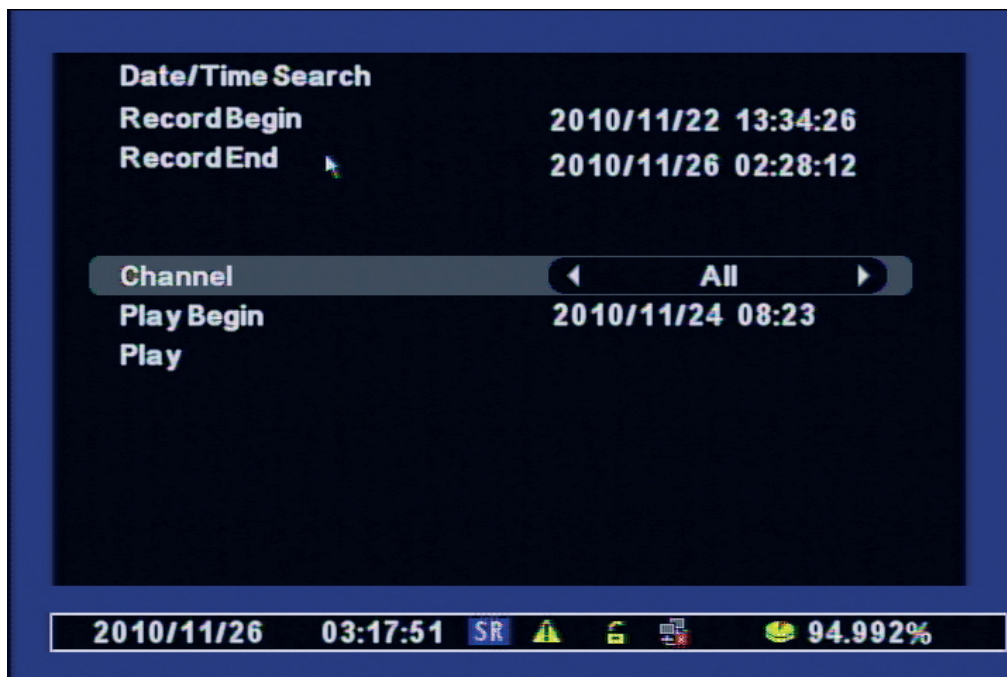 Date/Time Search
Record Begin 2010/11/22 13:34:26
Record End 2010/11/26 02:28:12
Channel All
Play Begin 2010/11/24 08:23
Play
2010/11/26 03:17:51 SR 94.992%